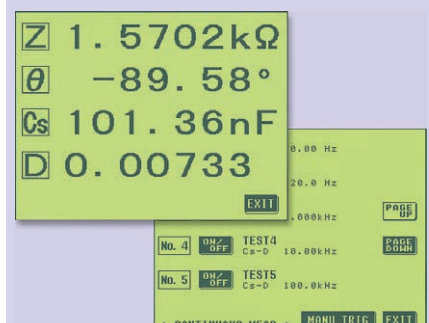 Z 1.5702kΩ
θ -89.58°
Cs 101.36nF
D 0.00733
EXIT
0.00 Hz
20.0 Hz
.000kHz
PAGE UP
No. 4 ON/OFF TEST4
Cs-D 10.00kHz
PAGE DOWN
No. 5 ON/OFF TEST5
Cs-D 100.0kHz
CONTINUOUS MEAS MANU TRIG EXIT